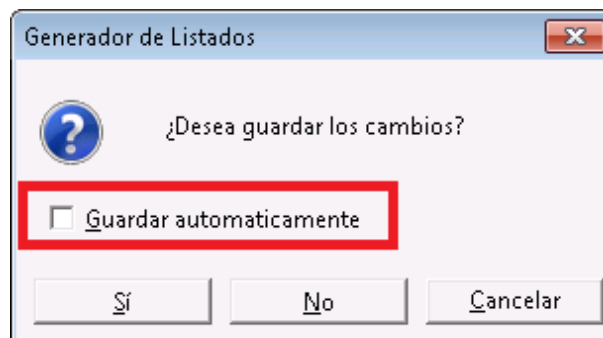 Generador de Listados
¿Desea guardar los cambios?
Guardar automaticamente
Sí
No
Cancelar